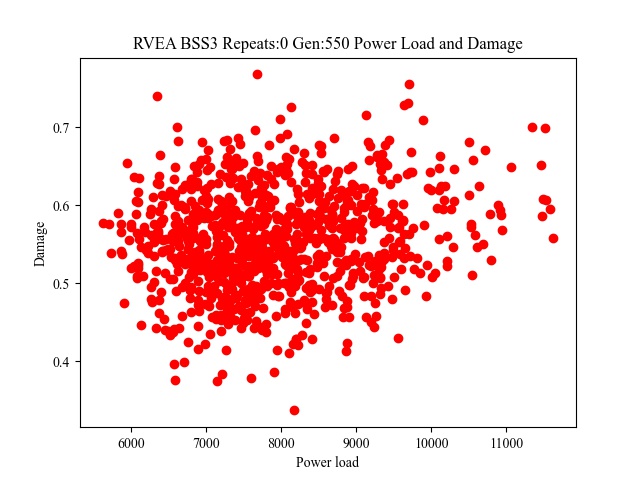 RVEA BSS3 Repeats:0 Gen:550 Power Load and Damage
Damage
0.7
0.6
0.5
0.4
6000 7000 8000 9000 10000 11000
Power load